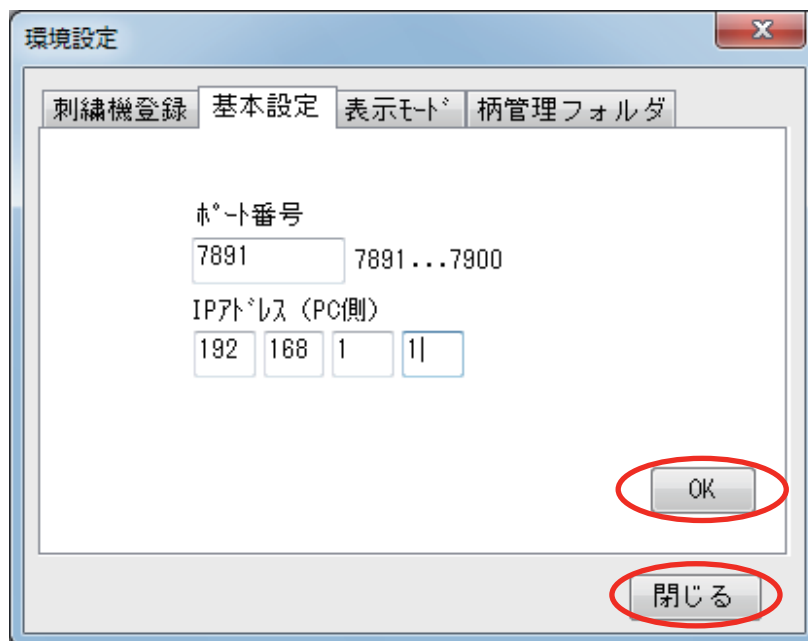 環境設定
刺繍機登録 基本設定 表示ﾓｰﾄﾞ 柄管理フォルダ
ﾎﾟｰﾄ番号
7891 7891...7900
IPｱﾄﾞﾚｽ (PC側)
192 168 1 1
OK
閉じる